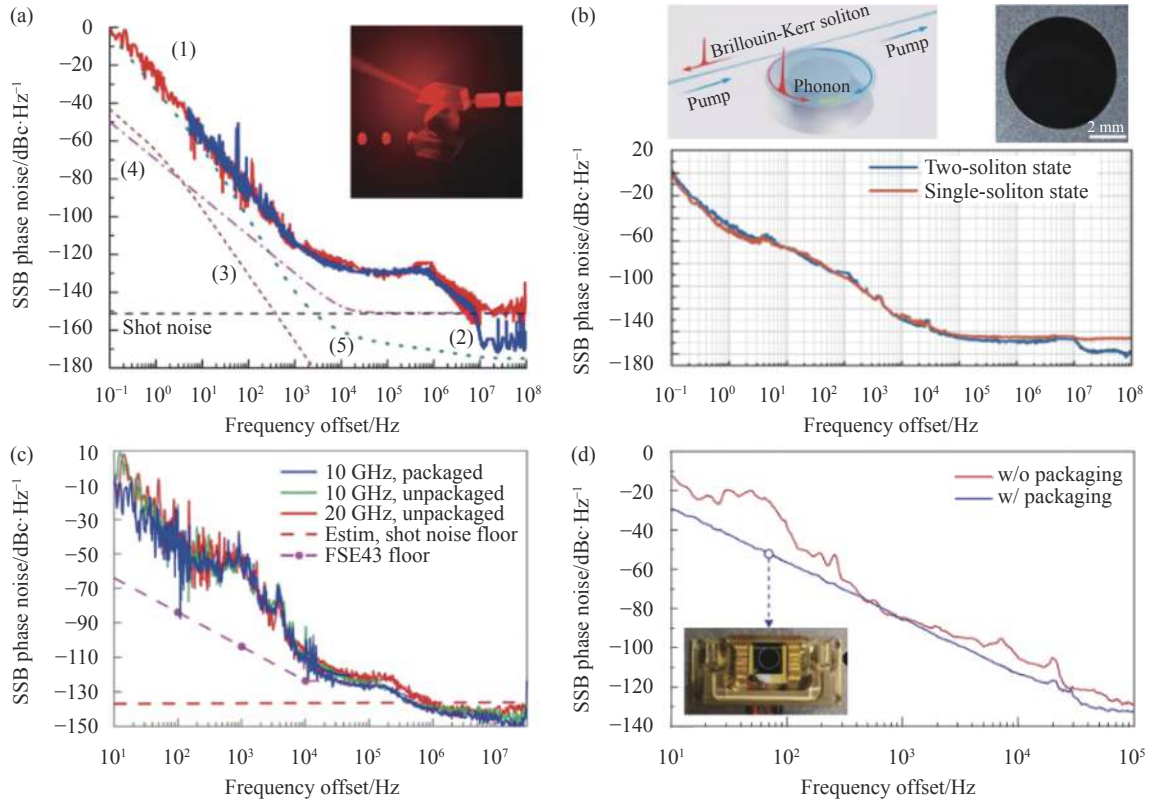 (a)
SSB phase noise/dBc·Hz⁻¹
0
−20
−40
−60
−80
−100
−120
−140
−160
−180
(1)
(4)
(3)
Shot noise
(2)
(5)
10⁻¹ 10⁰ 10¹ 10² 10³ 10⁴ 10⁵ 10⁶ 10⁷ 10⁸
Frequency offset/Hz
(b)
Brillouin-Kerr soliton
Pump
Phonon
Pump
2 mm
SSB phase noise/dBc·Hz⁻¹
20
−20
−60
−100
−140
−180
Two-soliton state
Single-soliton state
10⁻¹ 10⁰ 10¹ 10² 10³ 10⁴ 10⁵ 10⁶ 10⁷ 10⁸
Frequency offset/Hz
(c)
SSB phase noise/dBc·Hz⁻¹
10
−10
−30
−50
−70
−90
−110
−130
−150
10 GHz, packaged
10 GHz, unpackaged
20 GHz, unpackaged
Estim, shot noise floor
FSE43 floor
10¹ 10² 10³ 10⁴ 10⁵ 10⁶ 10⁷
Frequency offset/Hz
(d)
SSB phase noise/dBc·Hz⁻¹
0
−20
−40
−60
−80
−100
−120
−140
w/o packaging
w/ packaging
10¹ 10² 10³ 10⁴ 10⁵
Frequency offset/Hz